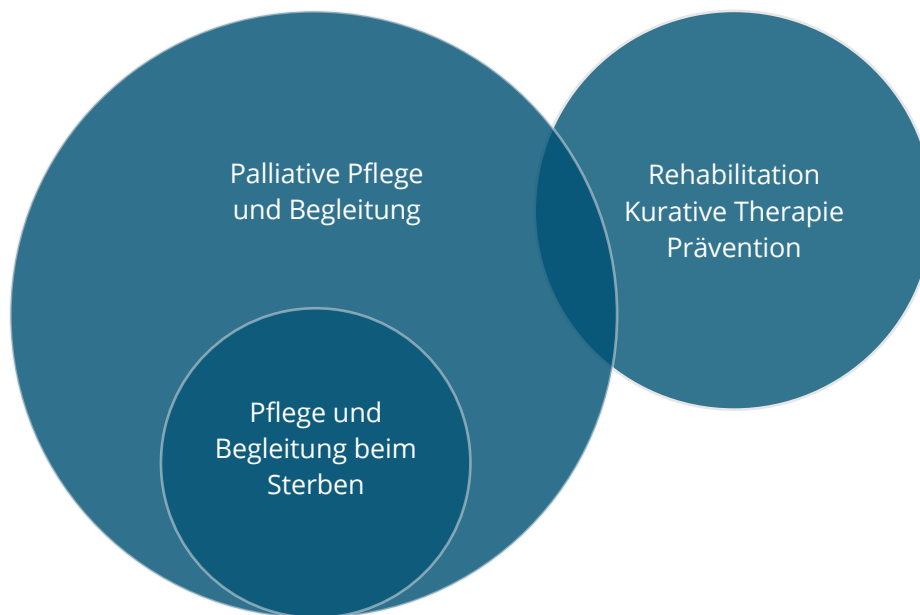 Palliative Pflege
und Begleitung
Rehabilitation
Kurative Therapie
Prävention
Pflege und
Begleitung beim
Sterben